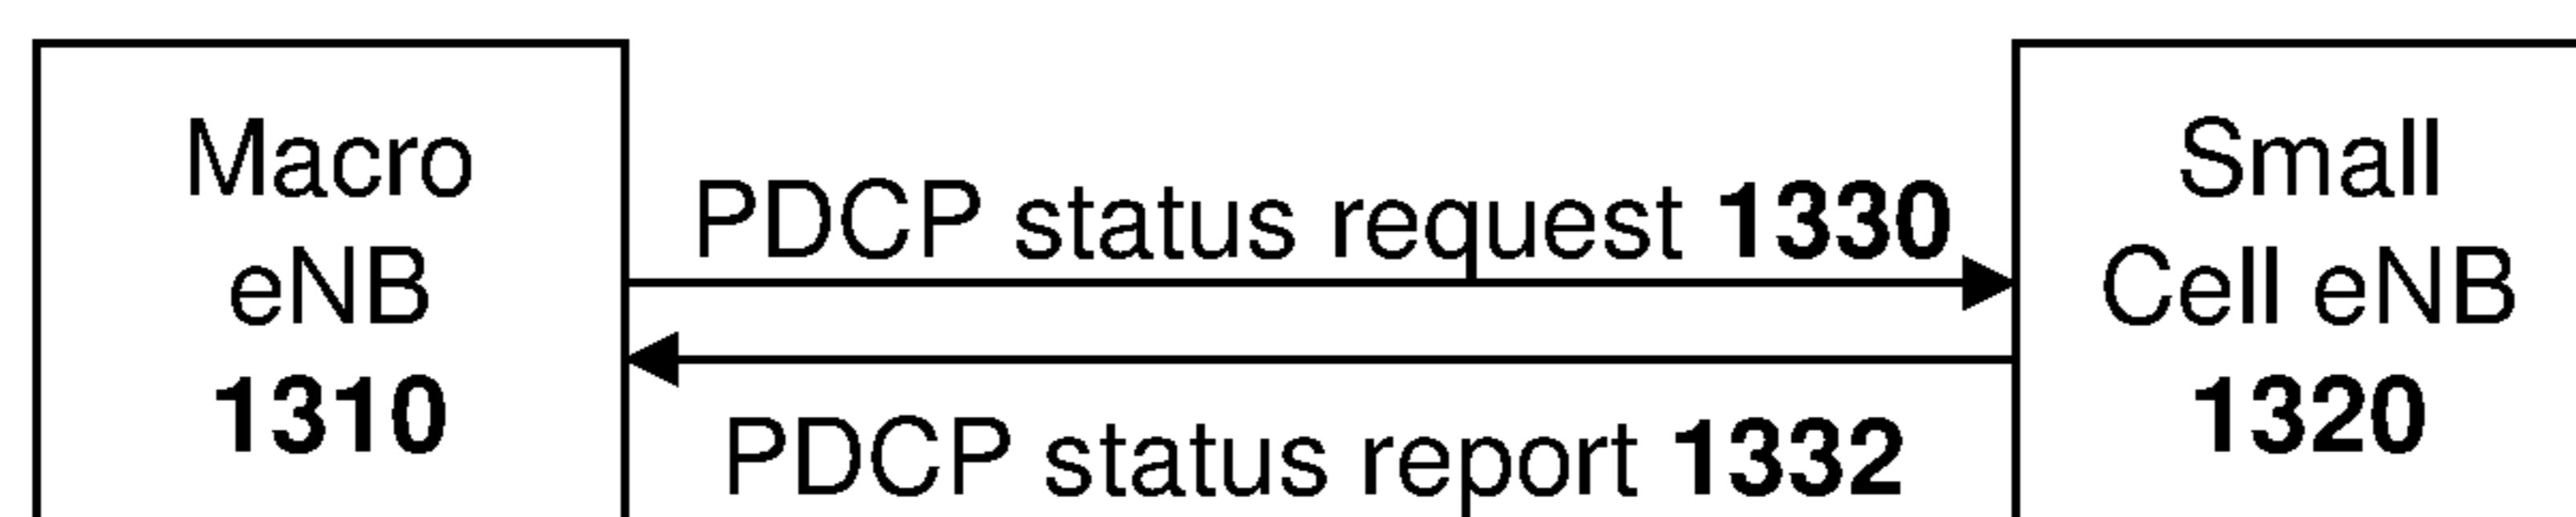 Macro
eNB
1310
PDCP status request 1330
PDCP status report 1332
Small
Cell eNB
1320